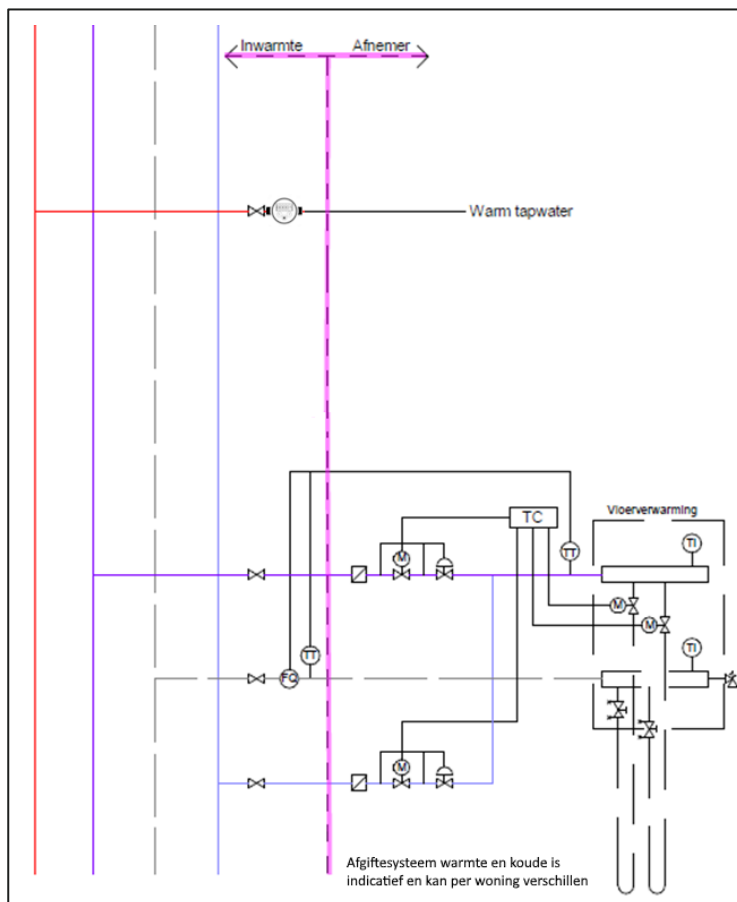 Inwarmte Afnemer
Warm tapwater
TC
Vloerverwarming
M
TT
TI
M
M
TT
TI
FQ
M
Afgiftesysteem warmte en koude is
indicatief en kan per woning verschillen